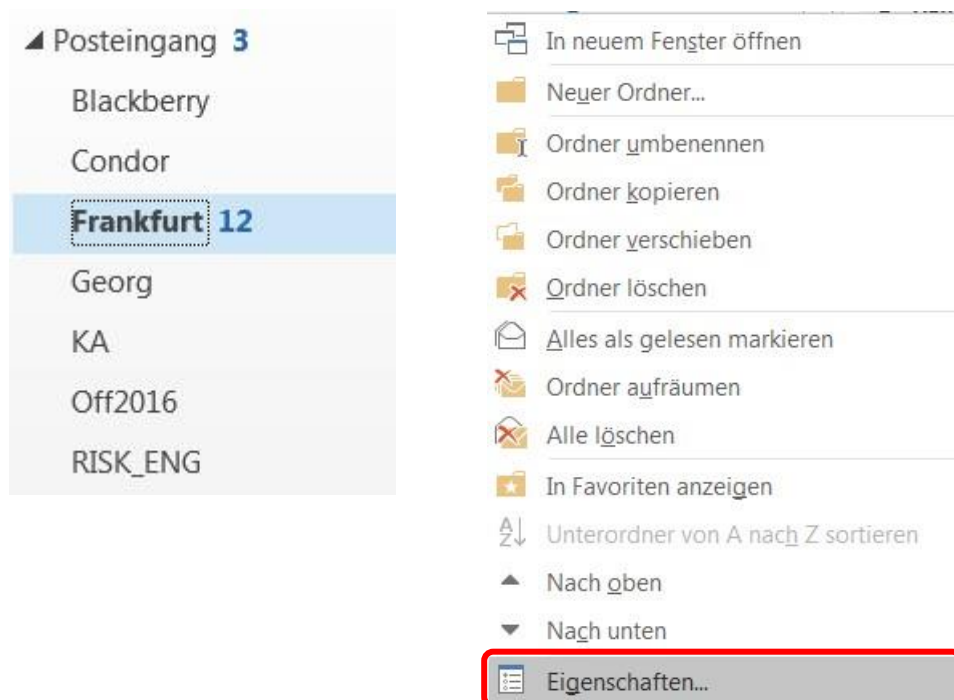 Posteingang 3
Blackberry
Condor
Frankfurt 12
Georg
KA
Off2016
RISK_ENG
In neuem Fenster öffnen
Neuer Ordner...
Ordner umbenennen
Ordner kopieren
Ordner verschieben
Ordner löschen
Alles als gelesen markieren
Ordner aufräumen
Alle löschen
In Favoriten anzeigen
Unterordner von A nach Z sortieren
Nach oben
Nach unten
Eigenschaften...